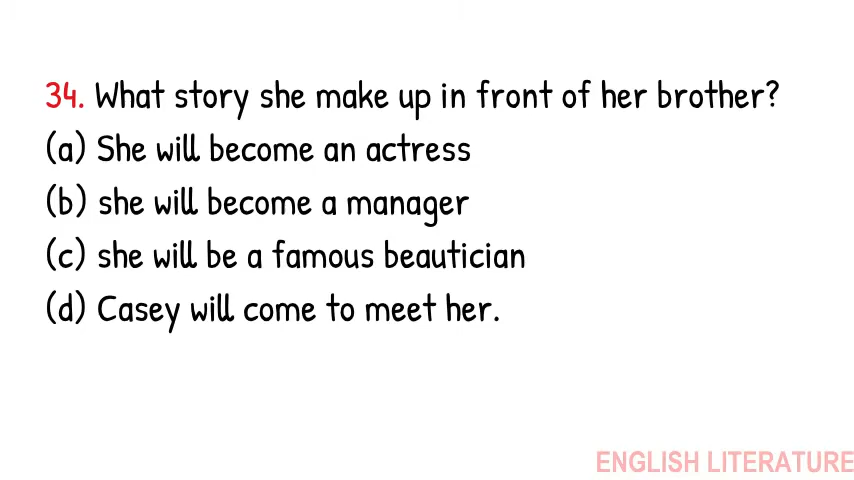 34. What story she make up in front of her brother?
(a) She will become an actress
(b) she will become a manager
(c) she will be a famous beautician
(d) Casey will come to meet her.
ENGLISH LITERATURE